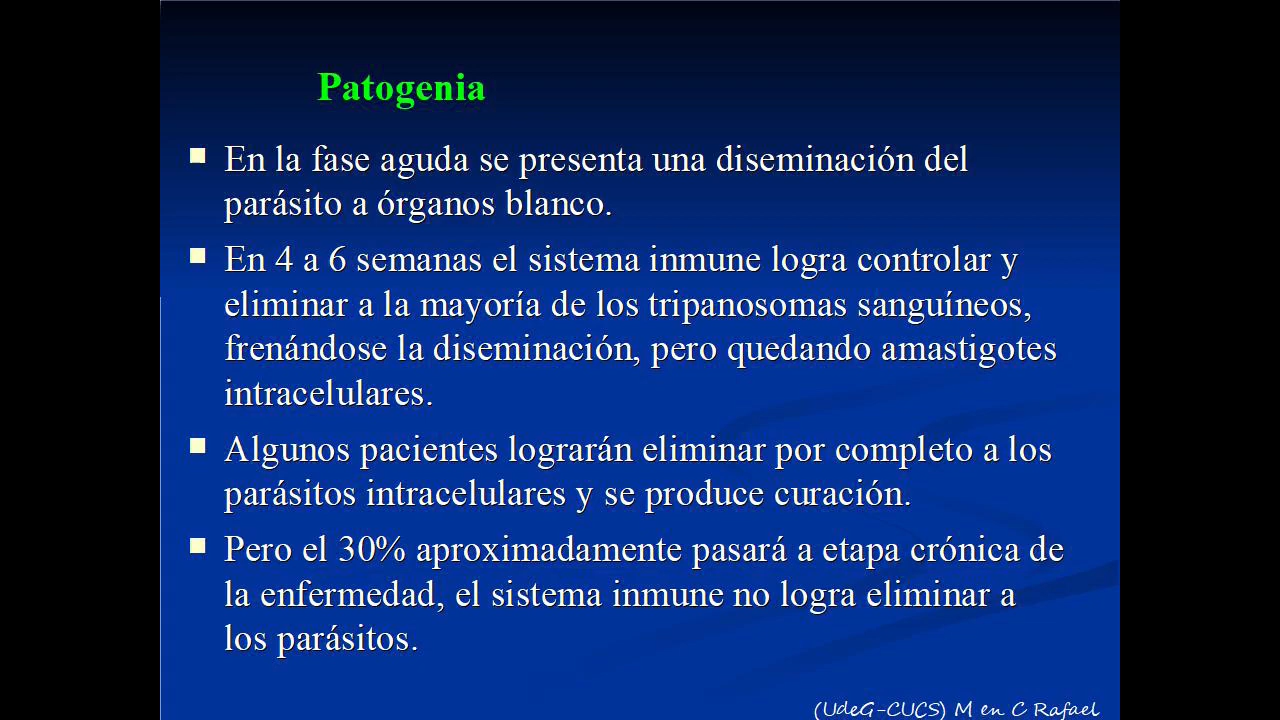 Patogenia
En la fase aguda se presenta una diseminación del
parásito a órganos blanco.
En 4 a 6 semanas el sistema inmune logra controlar y
eliminar a la mayoría de los tripanosomas sanguíneos,
frenándose la diseminación, pero quedando amastigotes
intracelulares.
Algunos pacientes lograrán eliminar por completo a los
parásitos intracelulares y se produce curación.
Pero el 30% aproximadamente pasará a etapa crónica de
la enfermedad, el sistema inmune no logra eliminar a
los parásitos.
(UdeG-CUCS) M en C Rafael